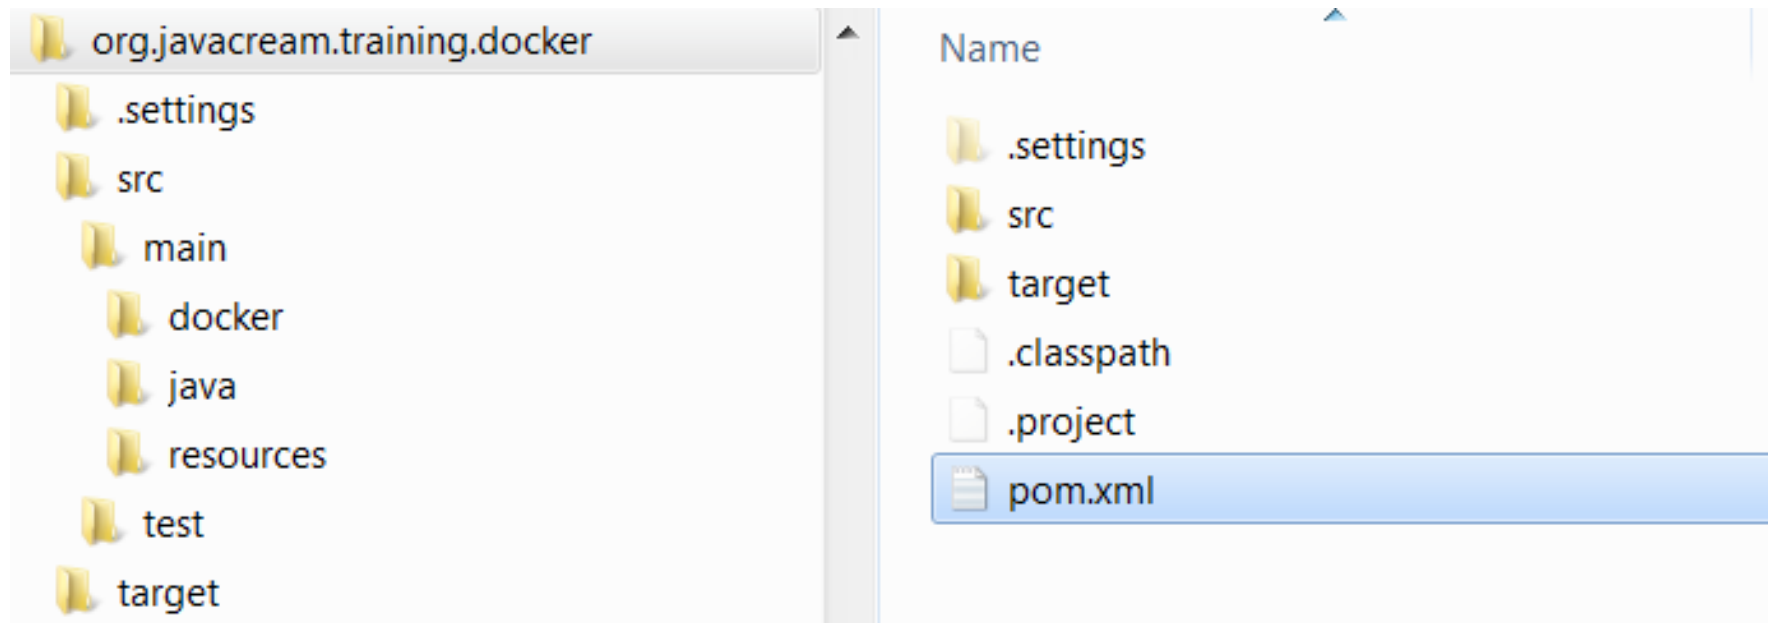 org.javacream.training.docker
.settings
src
main
docker
java
resources
test
target
Name
.settings
src
target
.classpath
.project
pom.xml